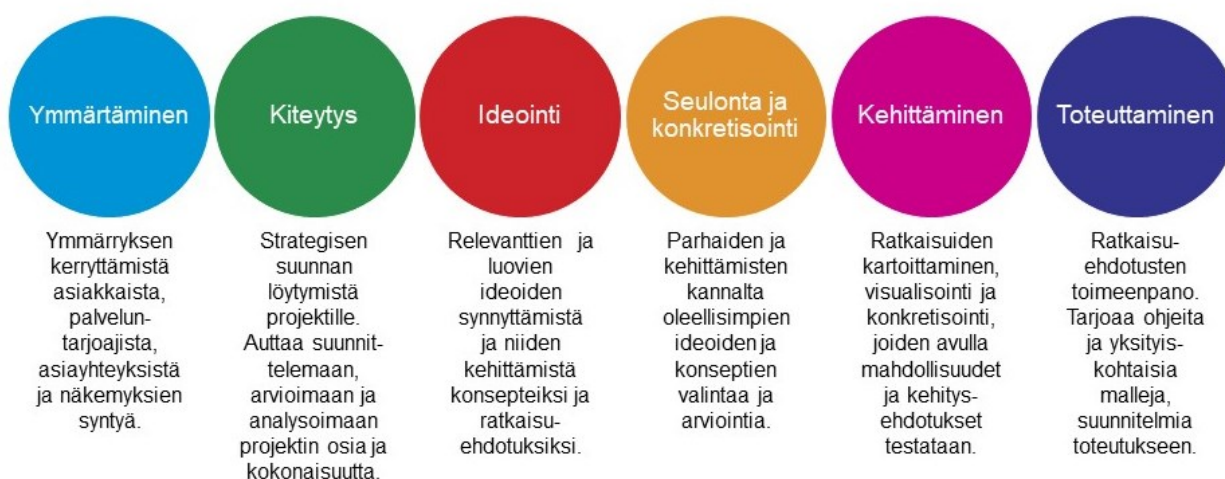 Ymmärtäminen
Kiteytys
Ideointi
Seulonta ja
konkretisointi
Kehittäminen
Toteuttaminen
Ymmärryksen
kerryttämistä
asiakkaista,
palvelun-
tarjoajista,
asiayhteyksistä
ja näkemyksien
syntyä.
Strategisen
suunnan
löytymistä
projektille.
Auttaa suunnit-
telemaan,
arvioimaan ja
analysoimaan
projektin osia ja
kokonaisuutta.
Relevanttien ja
luovien
ideoiden
synnyttämistä
ja niiden
kehittämistä
konsepteiksi ja
ratkaisu-
ehdotuksiksi.
Parhaiden ja
kehittämisten
kannalta
oleellisimpien
ideoiden ja
konseptien
valintaa ja
arviointia.
Ratkaisuiden
kartoittaminen,
visualisointi ja
konkretisointi,
joiden avulla
mahdollisuudet
ja kehitys-
ehdotukset
testataan.
Ratkaisu-
ehdotusten
toimeenpano.
Tarjoaa ohjeita
ja yksityis-
kohtaisia
malleja,
suunnitelmia
toteutukseen.